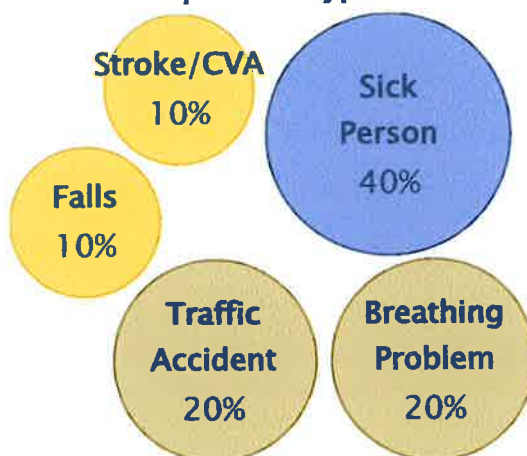 Stroke/CVA
10%
Sick
Person
40%
Falls
10%
Traffic
Accident
20%
Breathing
Problem
20%